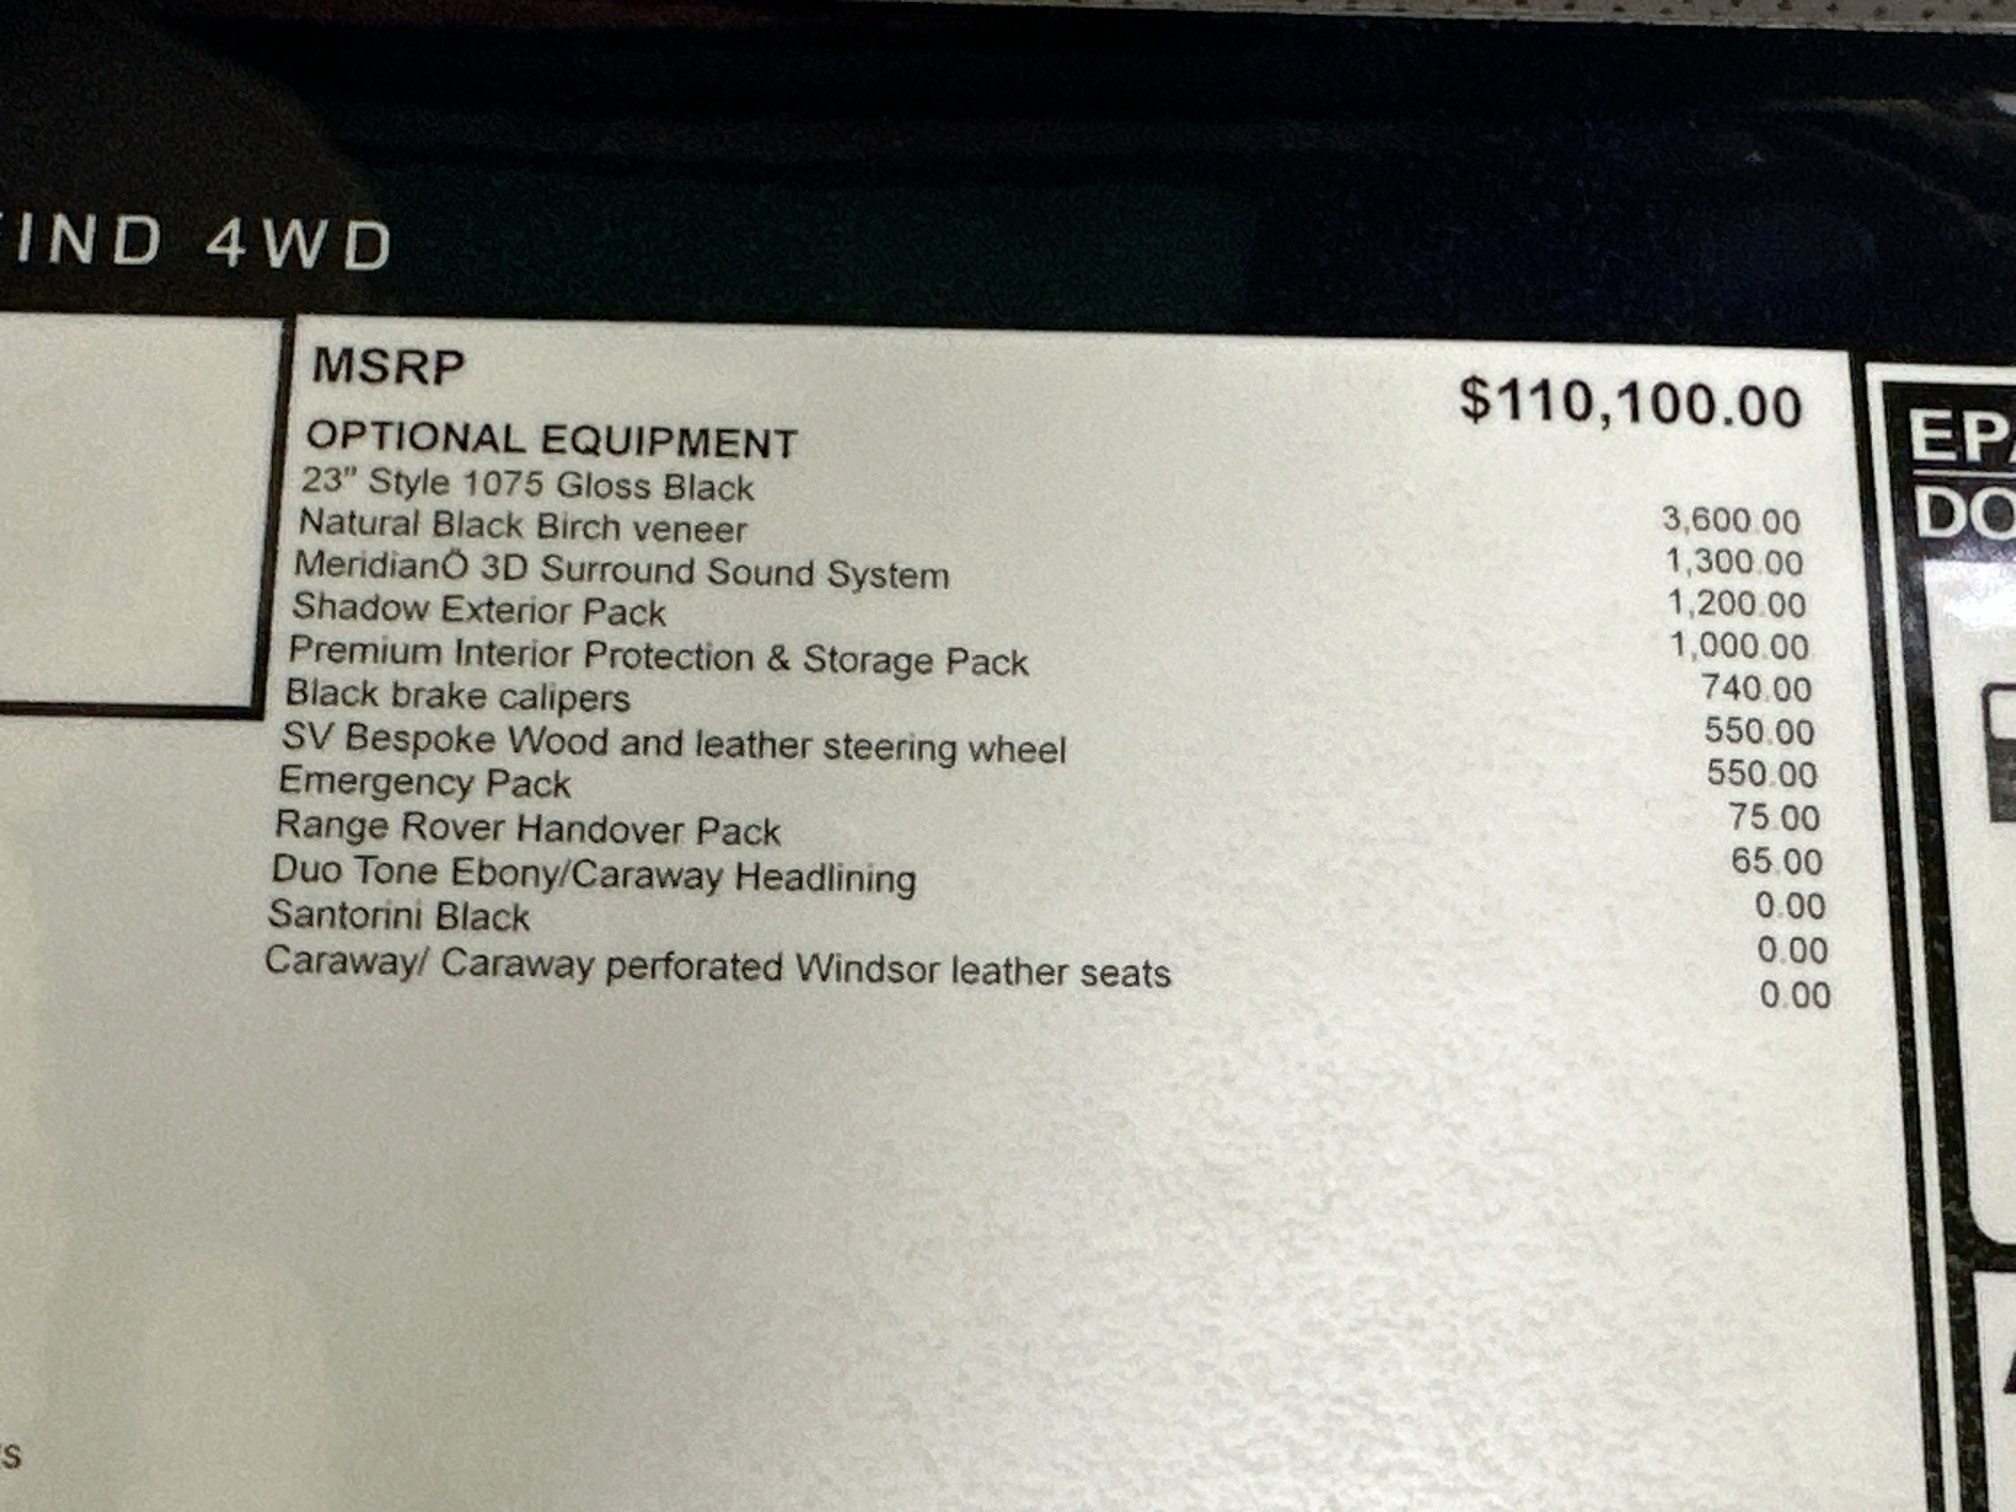 IND 4WD
MSRP $110,100.00
OPTIONAL EQUIPMENT
23" Style 1075 Gloss Black 3,600.00
Natural Black Birch veneer 1,300.00
MeridianÖ 3D Surround Sound System 1,200.00
Shadow Exterior Pack 1,000.00
Premium Interior Protection & Storage Pack 740.00
Black brake calipers 550.00
SV Bespoke Wood and leather steering wheel 550.00
Emergency Pack 75.00
Range Rover Handover Pack 65.00
Duo Tone Ebony/Caraway Headlining 0.00
Santorini Black 0.00
Caraway/ Caraway perforated Windsor leather seats 0.00
EP
DO